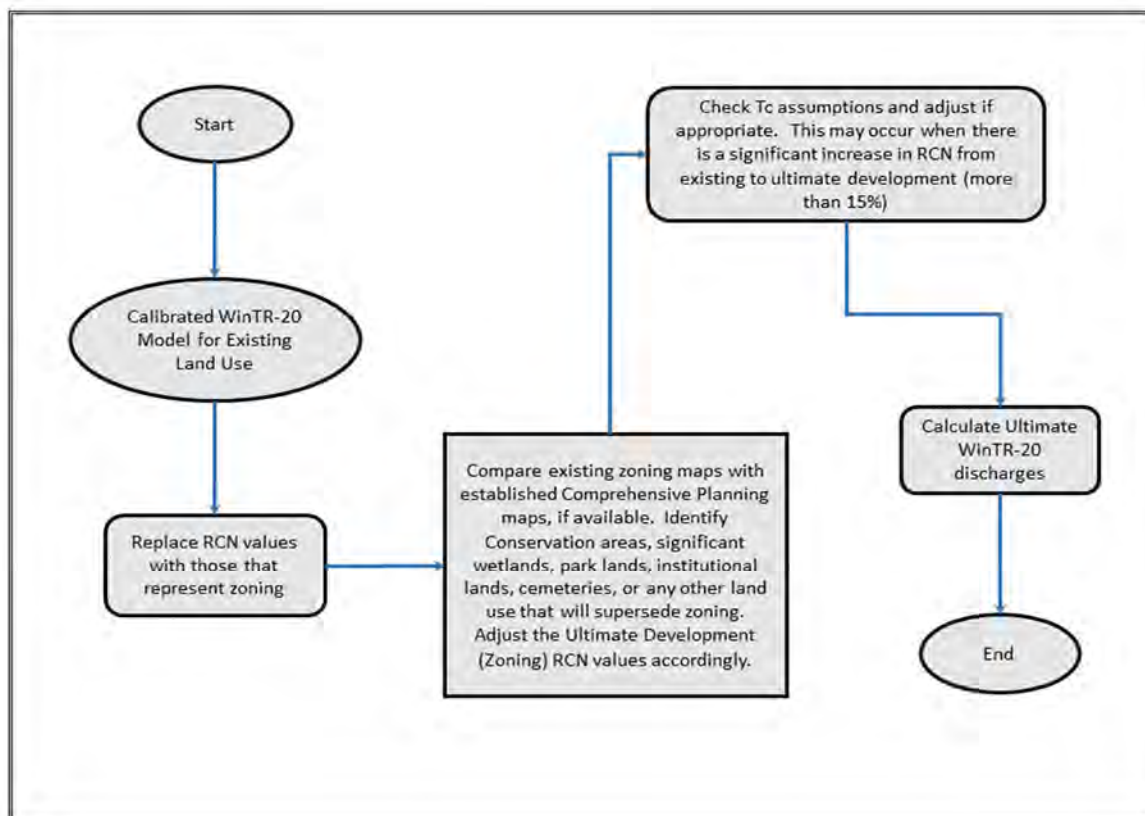 Start
Calibrated WinTR-20
Model for Existing
Land Use
Replace RCN values
with those that
represent zoning
Compare existing zoning maps with
established Comprehensive Planning
maps, if available. Identify
Conservation areas, significant
wetlands, park lands, institutional
lands, cemeteries, or any other land
use that will supersede zoning.
Adjust the Ultimate Development
(Zoning) RCN values accordingly.
Check Tc assumptions and adjust if
appropriate. This may occur when there
is a significant increase in RCN from
existing to ultimate development (more
than 15%)
Calculate Ultimate
WinTR-20
discharges
End